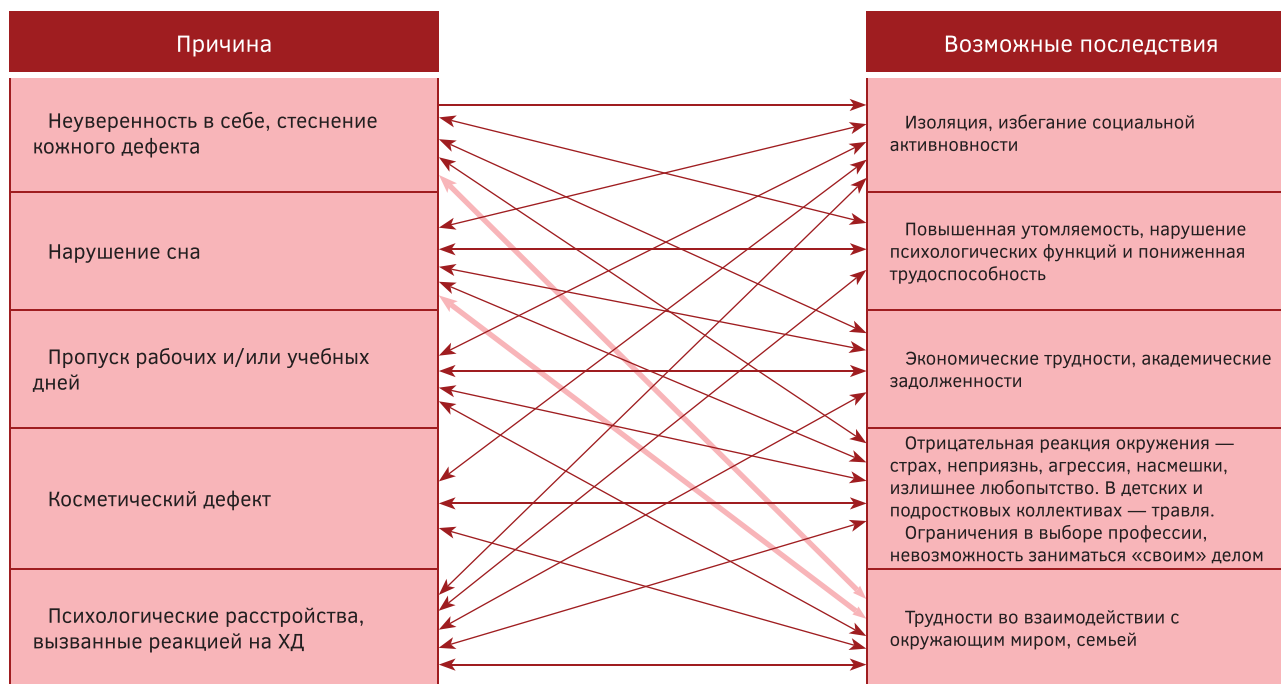 Причина
Неуверенность в себе, стеснение
кожного дефекта
Нарушение сна
Пропуск рабочих и/или учебных
дней
Косметический дефект
Психологические расстройства,
вызванные реакцией на ХД
Возможные последствия
Изоляция, избегание социальной
активновности
Повышенная утомляемость, нарушение
психологических функций и пониженная
трудоспособность
Экономические трудности, академические
задолженности
Отрицательная реакция окружения —
страх, неприязнь, агрессия, насмешки,
излишнее любопытство. В детских и
подростковых коллективах — травля.
Ограничения в выборе профессии,
невозможность заниматься «своим» делом
Трудности во взаимодействии с
окружающим миром, семьей